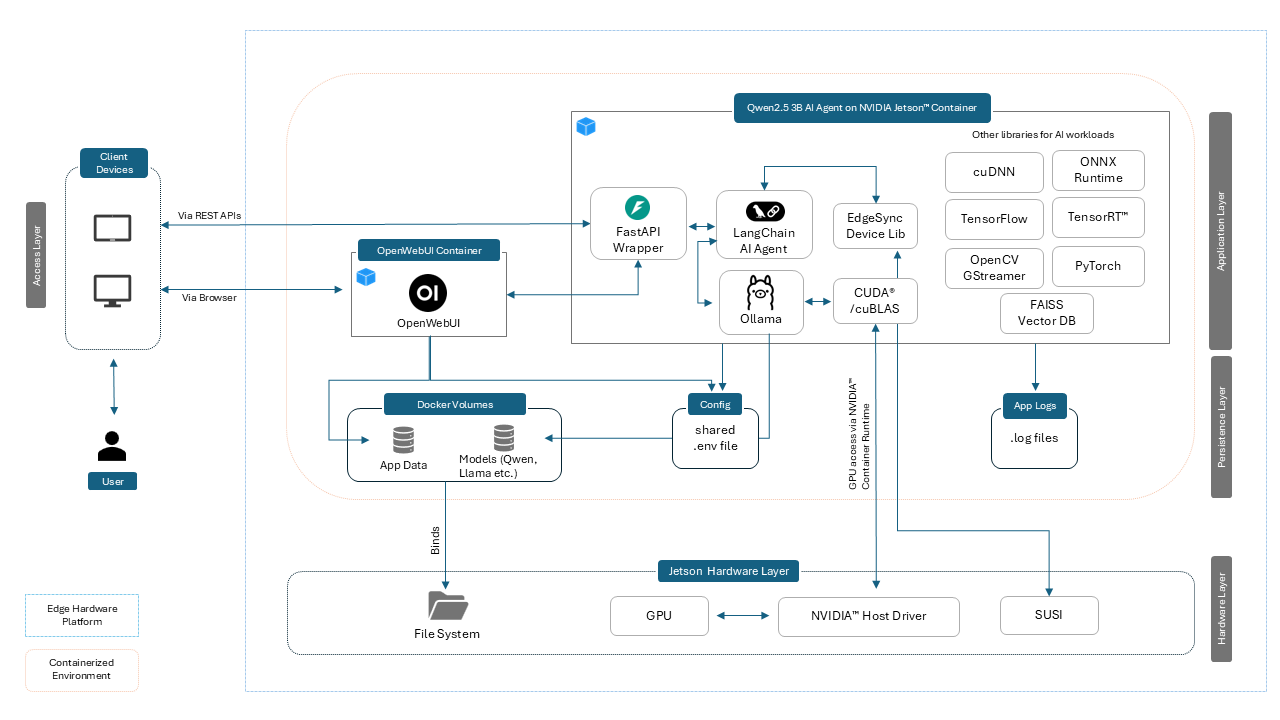 Qwen2.5 3B AI Agent on NVIDIA Jetson™ Container
Other libraries for AI workloads
cuDNN
ONNX
Runtime
TensorFlow
TensorRT™
OpenCV
GStreamer
PyTorch
FAISS
Vector DB
Client
Devices
Access Layer
Via REST APIs
Via Browser
User
OpenWebUI Container
OI
OpenWebUI
FastAPI
Wrapper
LangChain
AI Agent
EdgeSync
Device Lib
Ollama
CUDA®
/cuBLAS
Application Layer
Docker Volumes
App Data
Models (Qwen,
Llama etc.)
Config
shared
.env file
GPU access via NVIDIA™
Container Runtime
App Logs
.log files
Persistence Layer
Binds
Jetson Hardware Layer
File System
GPU
NVIDIA™ Host Driver
SUSI
Hardware Layer
Edge Hardware
Platform
Containerized
Environment